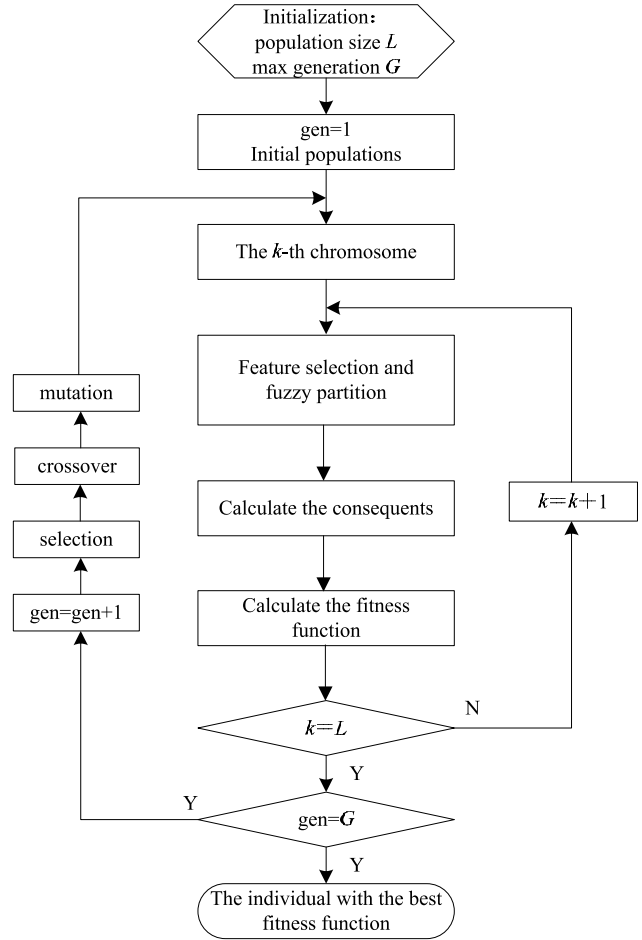 Initialization:
population size L
max generation G
gen=1
Initial populations
The k-th chromosome
Feature selection and
fuzzy partition
mutation
crossover
Calculate the consequents
k=k+1
selection
gen=gen+1
Calculate the fitness
function
k=L
N
Y
Y
gen=G
Y
The individual with the best
fitness function